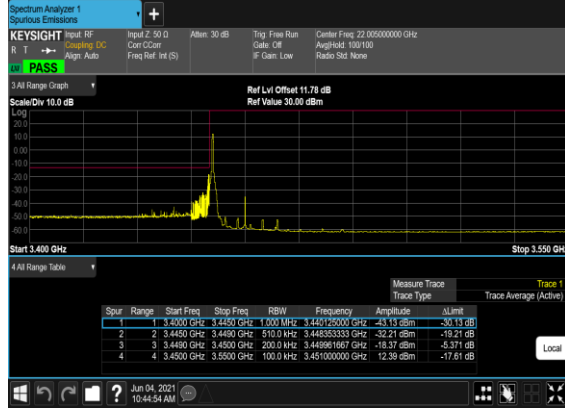 Spectrum Analyzer 1
Spurious Emissions
+
KEYSIGHT Input: RF Input Z: 50 Ω Atten: 30 dB Trig: Free Run Center Freq: 22.005000000 GHz
R T Coupling: DC Corr CCorr Gate: Off Avg|Hold: 100/100
Align: Auto Freq Ref: Int (S) IF Gain: Low Radio Std: None
PASS
3 All Range Graph
Ref Lvl Offset 11.78 dB
Scale/Div 10.0 dB Ref Value 30.00 dBm
Log
20.0
10.0
0.00
-10.0
-20.0
-30.0
-40.0
-50.0
-60.0
Start 3.400 GHz Stop 3.550 GH
4 All Range Table
Measure Trace Trace 1
Trace Type Trace Average (Active)
Spur Range Start Freq Stop Freq RBW Frequency Amplitude ΔLimit
1 1 3.4000 GHz 3.4450 GHz 1.000 MHz 3.440125000 GHz -43.13 dBm -30.13 dB
2 2 3.4450 GHz 3.4490 GHz 510.0 kHz 3.448353333 GHz -32.21 dBm -19.21 dB
3 3 3.4490 GHz 3.4500 GHz 200.0 kHz 3.449961667 GHz -18.37 dBm -5.371 dB
4 4 3.4500 GHz 3.5500 GHz 100.0 kHz 3.451000000 GHz 12.39 dBm -17.61 dB
Local
? Jun 04, 2021
10:44:54 AM